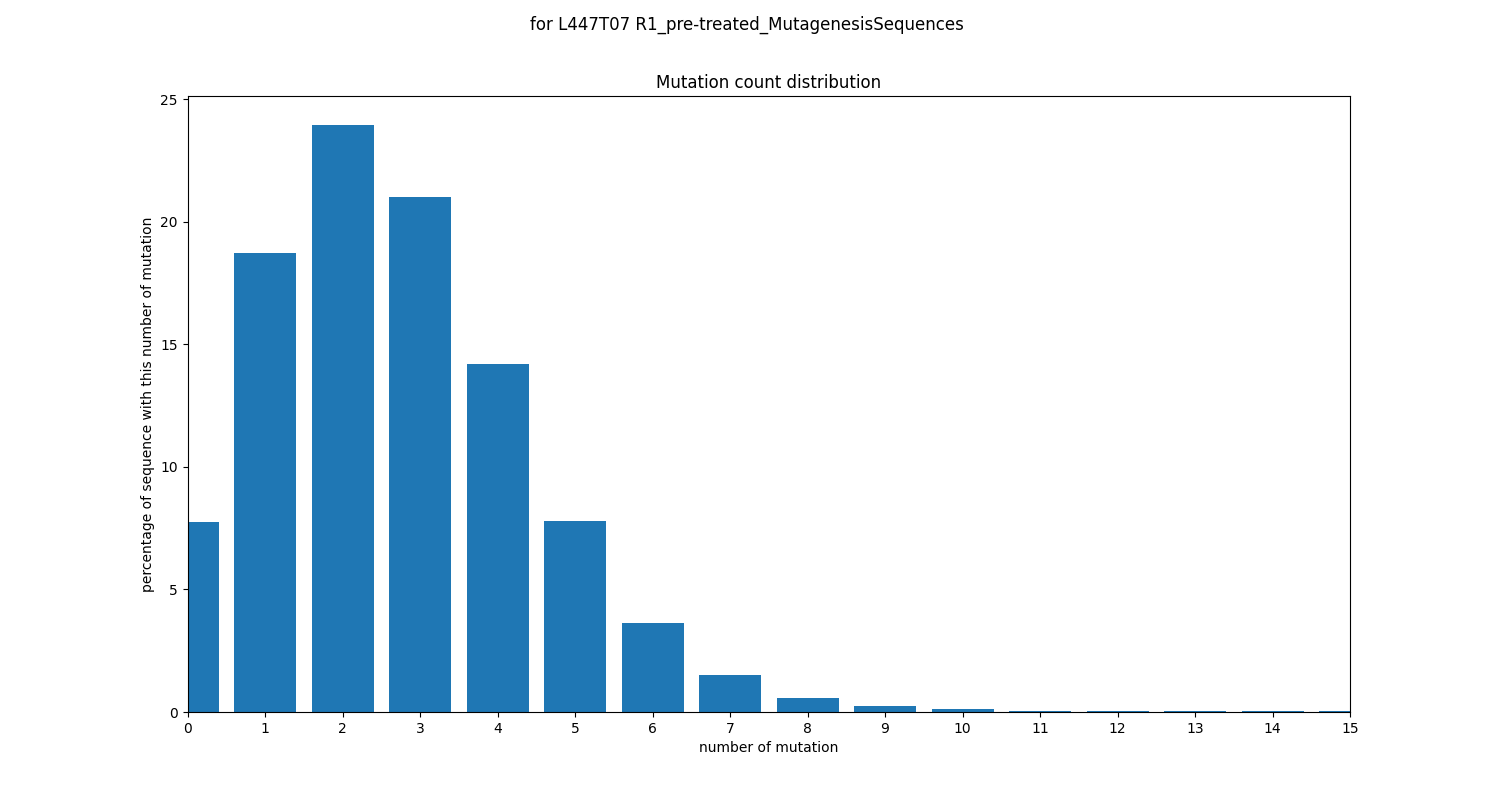 for L447T07 R1_pre-treated_MutagenesisSequences
Mutation count distribution
percentage of sequence with this number of mutation
25
20
15
10
5
0
0 1 2 3 4 5 6 7 8 9 10 11 12 13 14 15
number of mutation